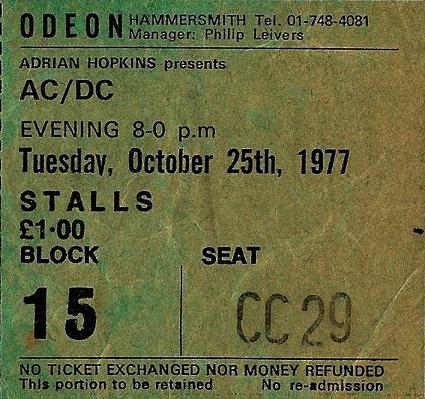 ODEON HAMMERSMITH Tel. 01-748-4081
Manager: Philip Leivers
ADRIAN HOPKINS presents
AC/DC
EVENING 8-0 p.m
Tuesday, October 25th, 1977
STALLS
£1·00
BLOCK SEAT
15 CC 29
NO TICKET EXCHANGED NOR MONEY REFUNDED
This portion to be retained No re-admission